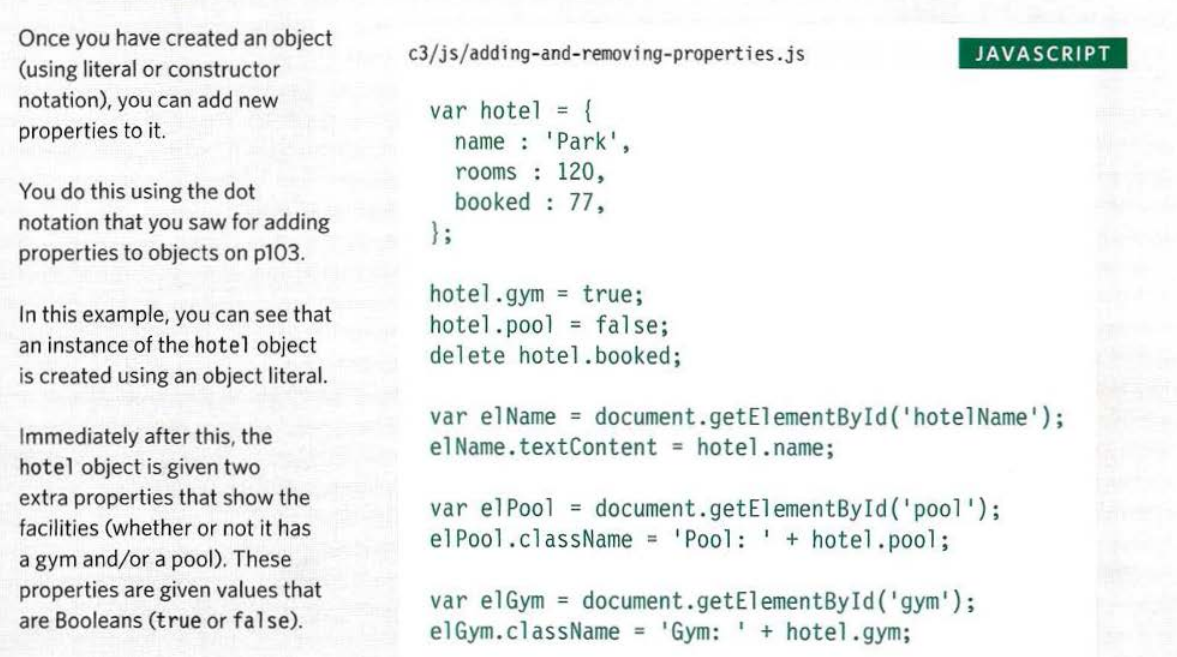 Once you have created an object
(using literal or constructor
notation), you can add new
properties to it.
You do this using the dot
notation that you saw for adding
properties to objects on p103.
In this example, you can see that
an instance of the hotel object
is created using an object literal.
Immediately after this, the
hotel object is given two
extra properties that show the
facilities (whether or not it has
a gym and/or a pool). These
properties are given values that
are Booleans (true or false).
c3/js/adding-and-removing-properties.js
JAVASCRIPT
var hotel = {
name : 'Park',
rooms : 120,
booked : 77,
};
hotel.gym = true;
hotel.pool = false;
delete hotel.booked;
var elName = document.getElementById('hotelName');
elName.textContent = hotel.name;
var elPool = document.getElementById('pool');
elPool.className = 'Pool: ' + hotel.pool;
var elGym = document.getElementById('gym');
elGym.className = 'Gym: ' + hotel.gym;